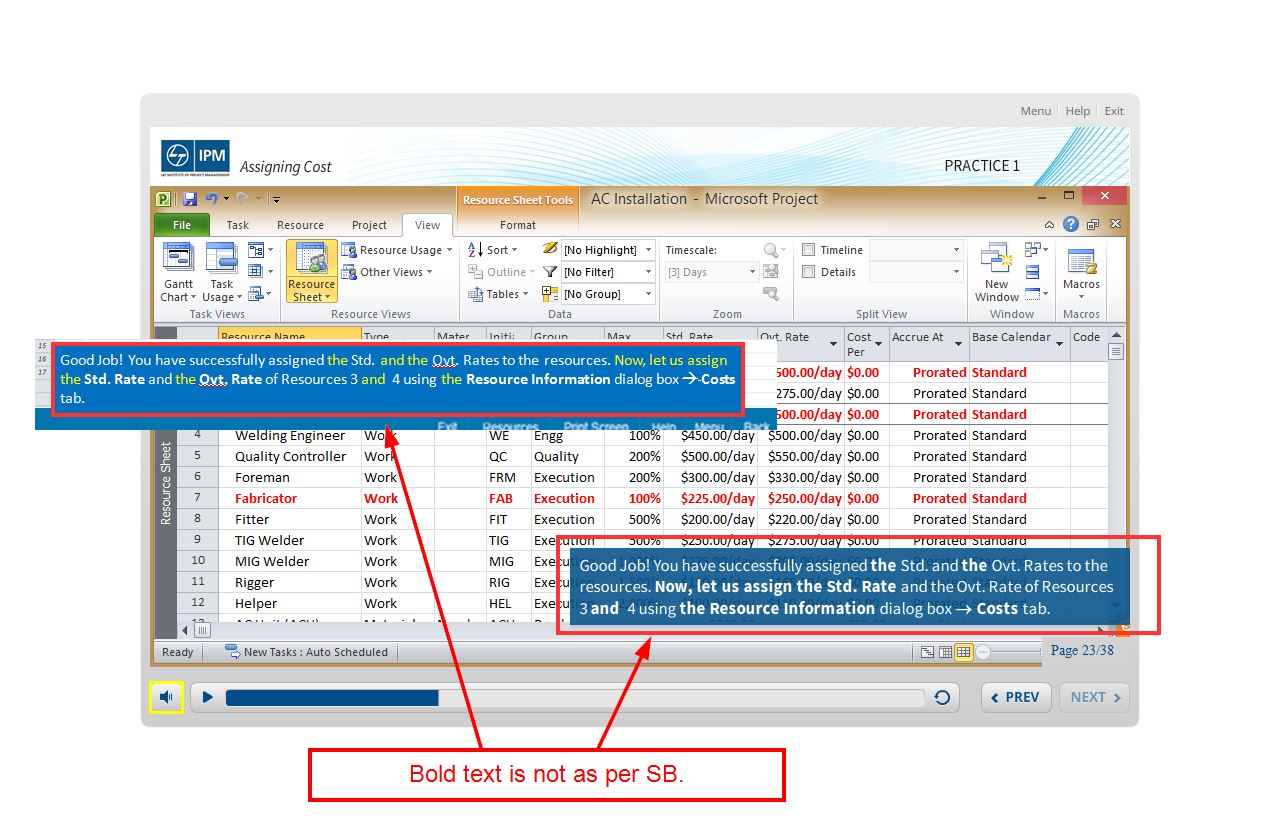 Menu Help Exit
IPM
L&T INSTITUTE OF PROJECT MANAGEMENT
Assigning Cost
PRACTICE 1
Resource Sheet Tools
AC Installation - Microsoft Project
File Task Resource Project View Format
Gantt Chart
Task Usage
Resource Sheet
Resource Usage
Other Views
Sort
Outline
Tables
[No Highlight]
[No Filter]
[No Group]
Timescale:
[3] Days
Timeline
Details
New Window
Macros
Task Views Resource Views Data Zoom Split View Window Macros
Resource Name Type Mater Initi: Group Max Std. Rate Ovt. Rate Cost Per Accrue At Base Calendar Code
15
16
17
Good Job! You have successfully assigned the Std. and the Ovt. Rates to the resources. Now, let us assign
the Std. Rate and the Ovt. Rate of Resources 3 and 4 using the Resource Information dialog box → Costs
tab.
500.00/day $0.00 Prorated Standard
275.00/day $0.00 Prorated Standard
500.00/day $0.00 Prorated Standard
Exit Resources Print Screen Help Menu Back
Resource Sheet
4 Welding Engineer Work WE Engg 100% $450.00/day $500.00/day $0.00 Prorated Standard
5 Quality Controller Work QC Quality 200% $500.00/day $550.00/day $0.00 Prorated Standard
6 Foreman Work FRM Execution 200% $300.00/day $330.00/day $0.00 Prorated Standard
7 Fabricator Work FAB Execution 100% $225.00/day $250.00/day $0.00 Prorated Standard
8 Fitter Work FIT Execution 500% $200.00/day $220.00/day $0.00 Prorated Standard
9 TIG Welder Work TIG Execution 500% $250.00/day $275.00/day $0.00 Prorated Standard
10 MIG Welder Work MIG
11 Rigger Work RIG
12 Helper Work HEL
Good Job! You have successfully assigned the Std. and the Ovt. Rates to the
resources. Now, let us assign the Std. Rate and the Ovt. Rate of Resources
3 and 4 using the Resource Information dialog box → Costs tab.
Ready New Tasks : Auto Scheduled
Page 23/38
PREV NEXT
Bold text is not as per SB.